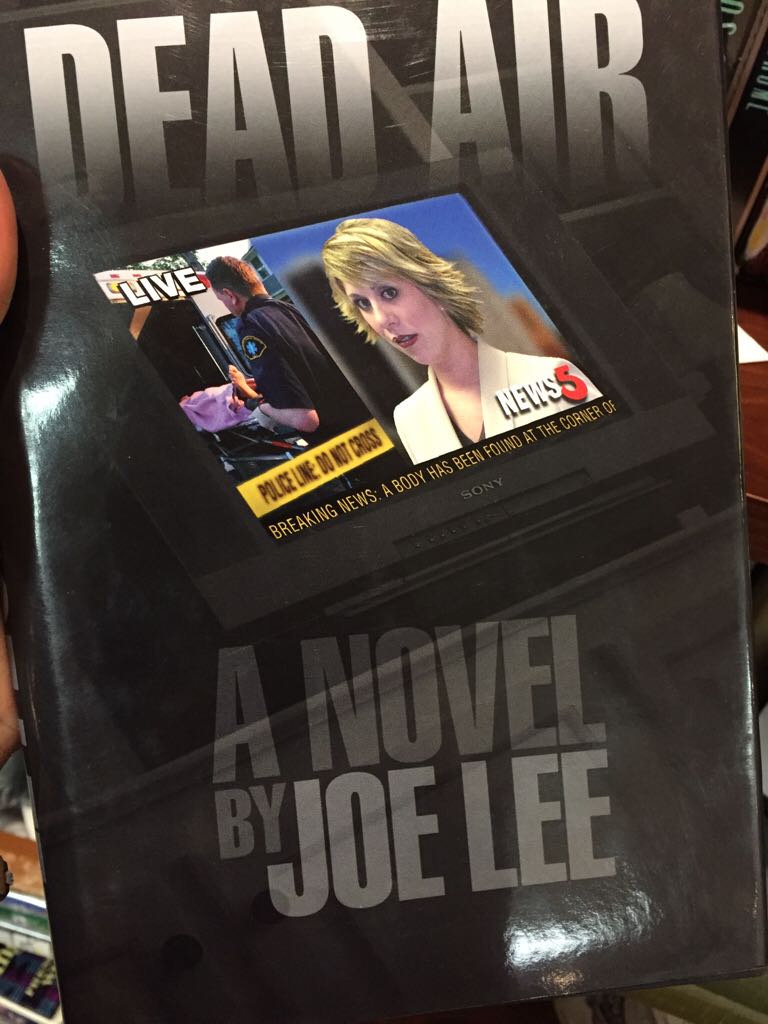 DEAD AIR
LIVE
NEWS5
POLICE LINE: DO NOT CROSS
BREAKING NEWS: A BODY HAS BEEN FOUND AT THE CORNER OF
SONY
A NOVEL
BY JOE LEE